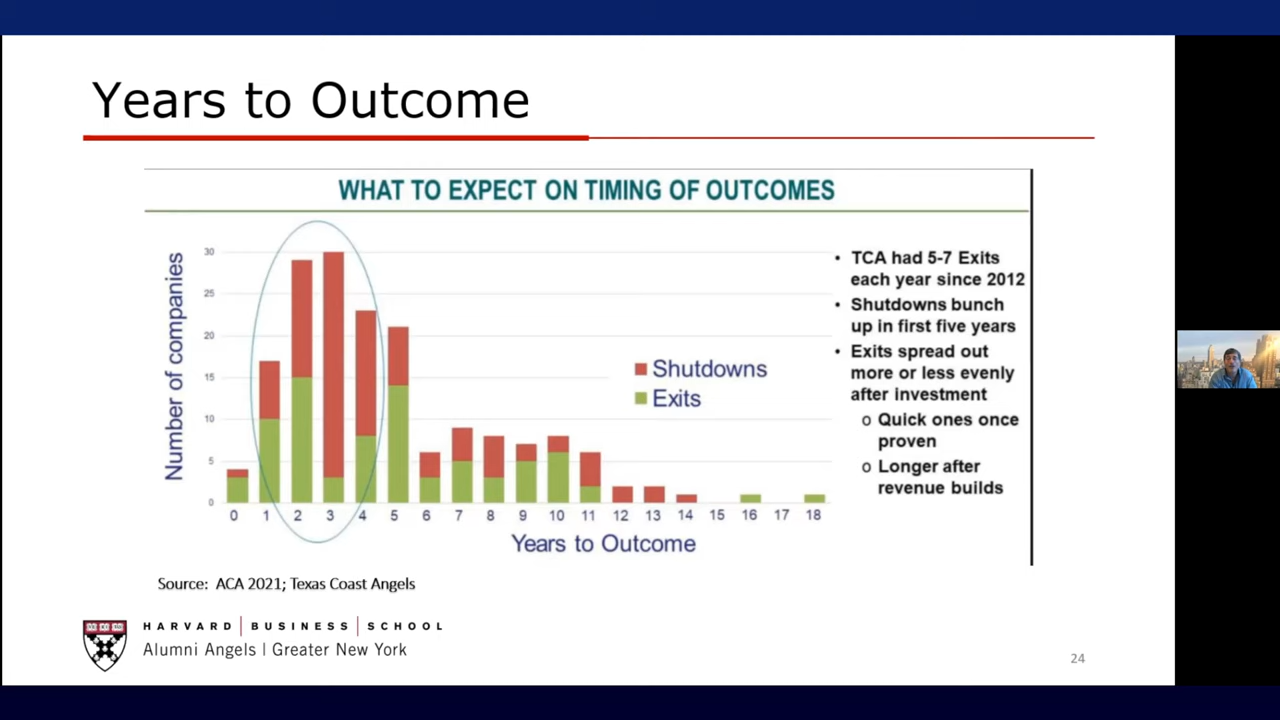 Years to Outcome
WHAT TO EXPECT ON TIMING OF OUTCOMES
Number of companies
30
25
20
15
10
5
0
0 1 2 3 4 5 6 7 8 9 10 11 12 13 14 15 16 17 18
Years to Outcome
Shutdowns
Exits
• TCA had 5-7 Exits
each year since 2012
• Shutdowns bunch
up in first five years
• Exits spread out
more or less evenly
after investment
o Quick ones once
proven
o Longer after
revenue builds
Source: ACA 2021; Texas Coast Angels
HARVARD | BUSINESS | SCHOOL
Alumni Angels | Greater New York
24